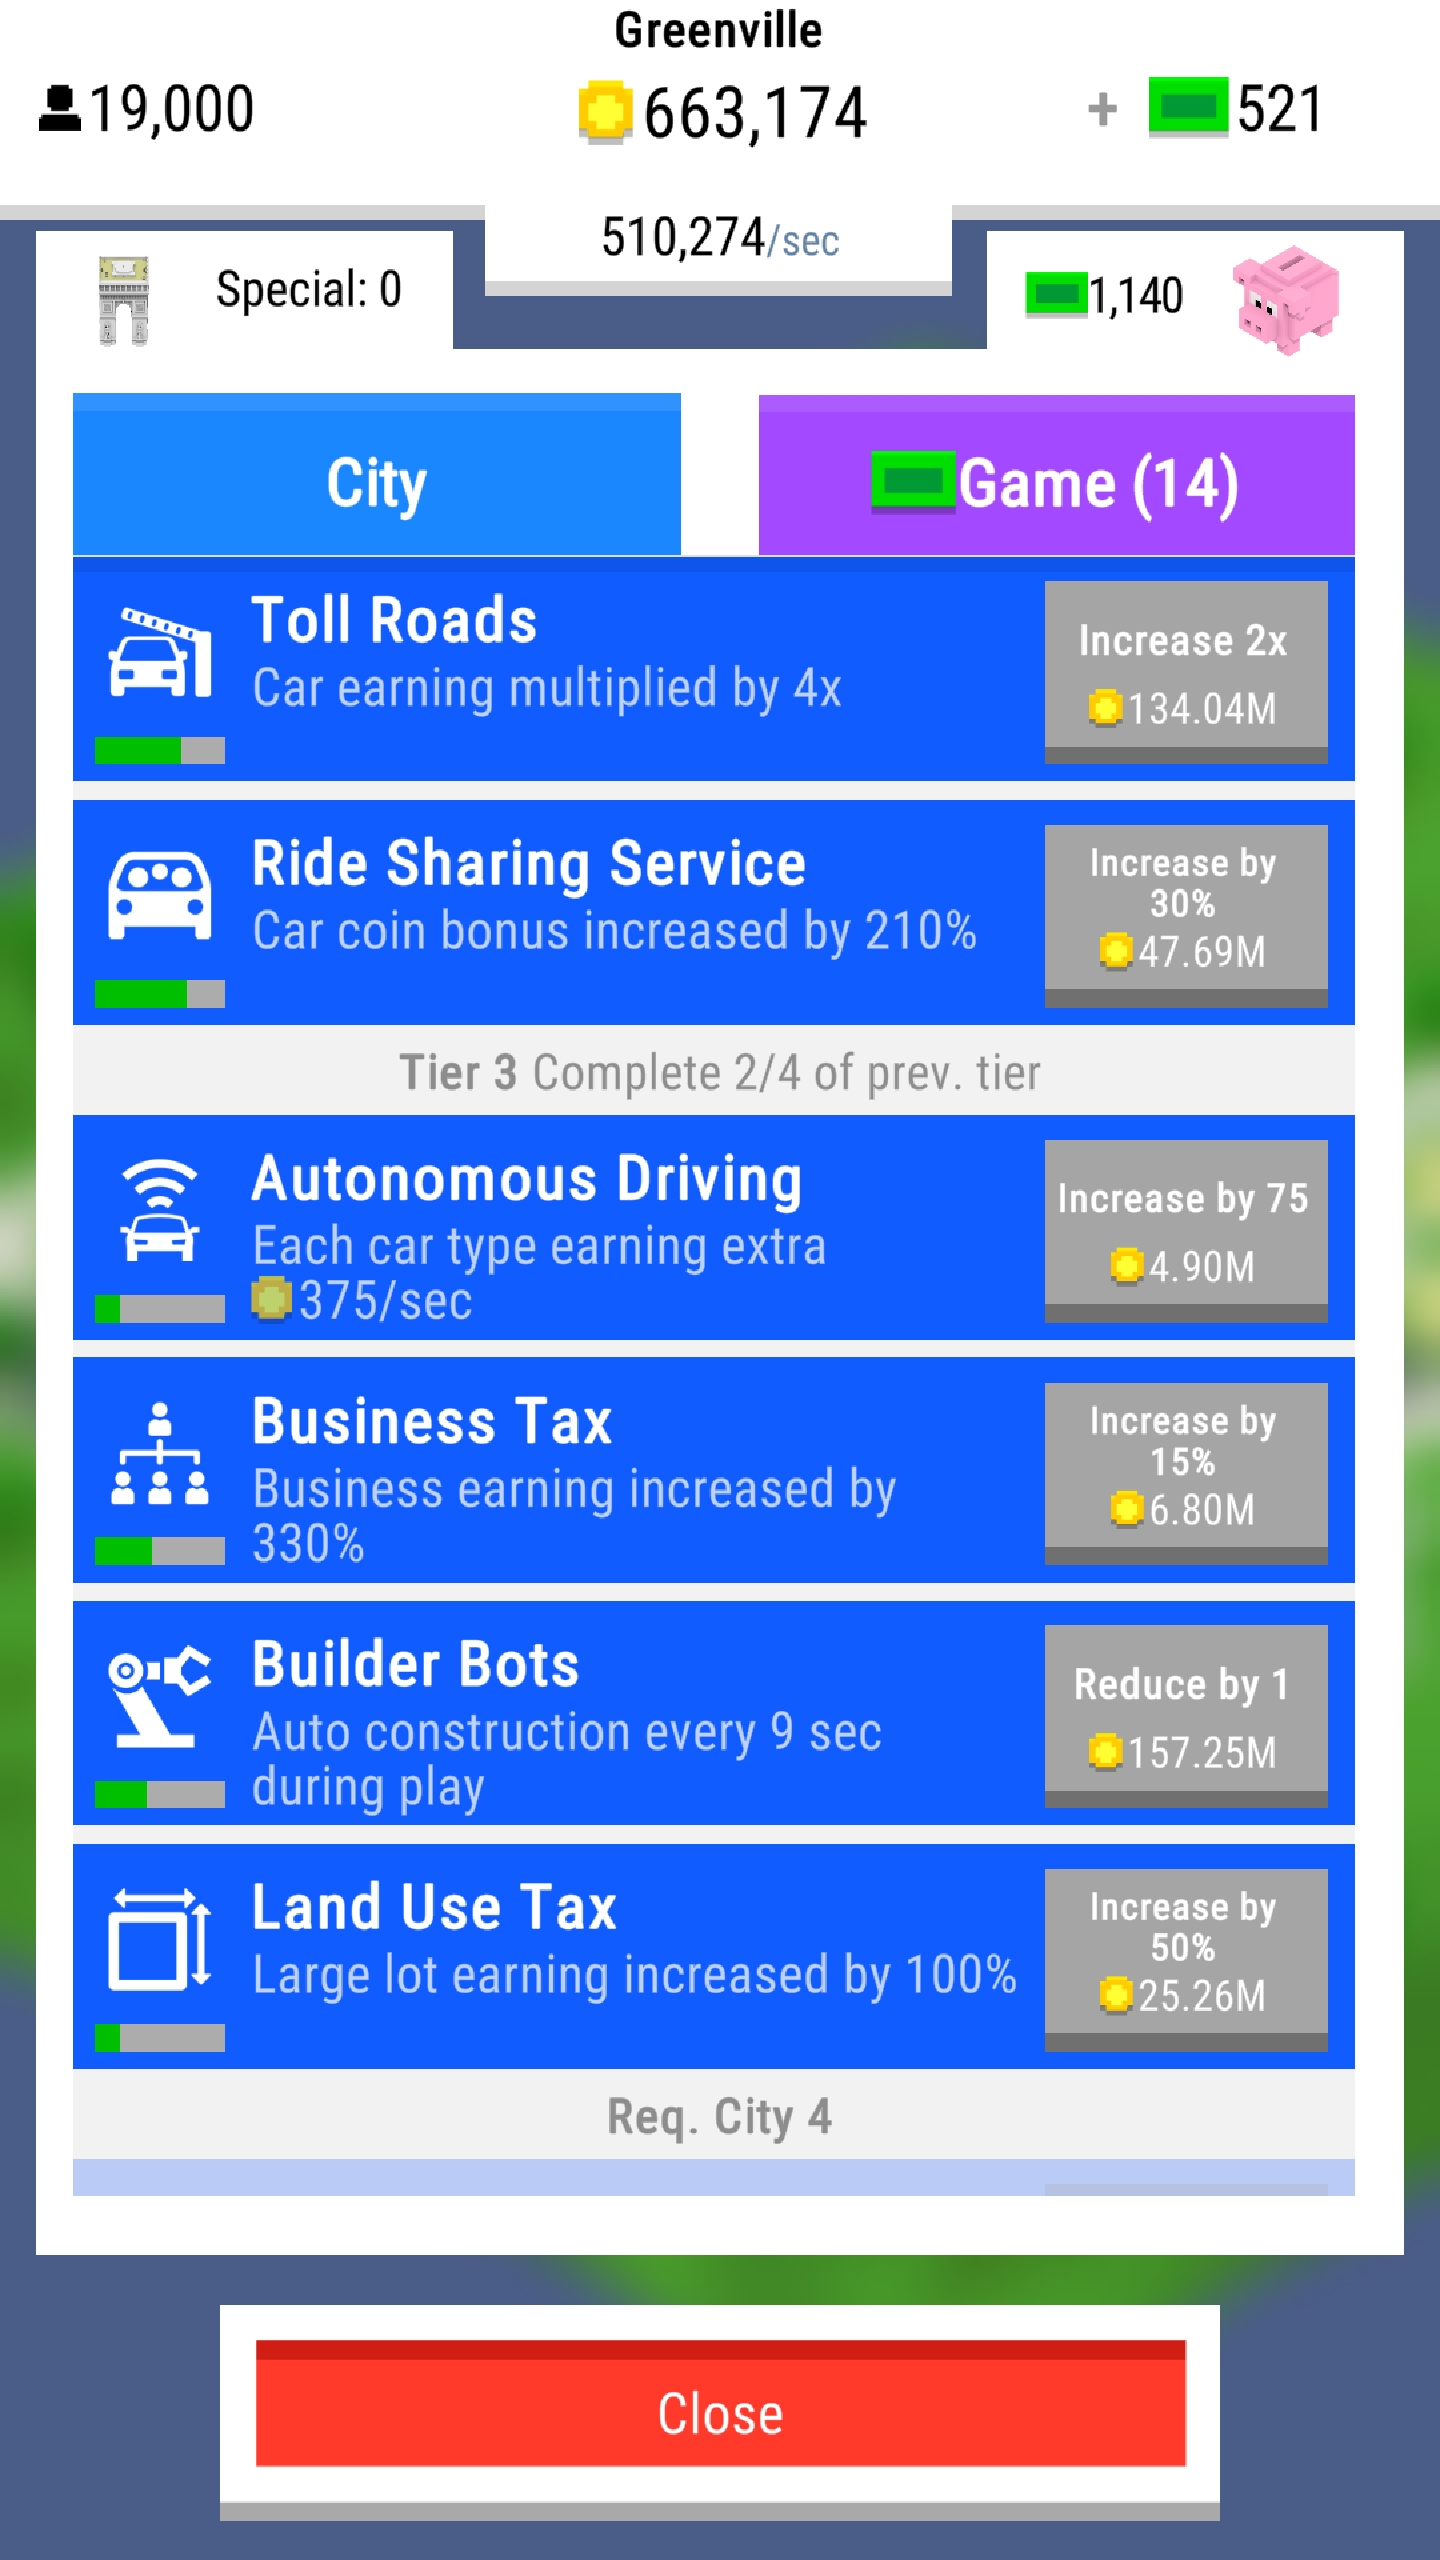 Greenville
19,000
663,174
+ 521
510,274/sec
Special: 0
1,140
City
Game (14)
Toll Roads
Car earning multiplied by 4x
Increase 2x
134.04M
Ride Sharing Service
Car coin bonus increased by 210%
Increase by
30%
47.69M
Tier 3 Complete 2/4 of prev. tier
Autonomous Driving
Each car type earning extra
375/sec
Increase by 75
4.90M
Business Tax
Business earning increased by
330%
Increase by
15%
6.80M
Builder Bots
Auto construction every 9 sec
during play
Reduce by 1
157.25M
Land Use Tax
Large lot earning increased by 100%
Increase by
50%
25.26M
Req. City 4
Close